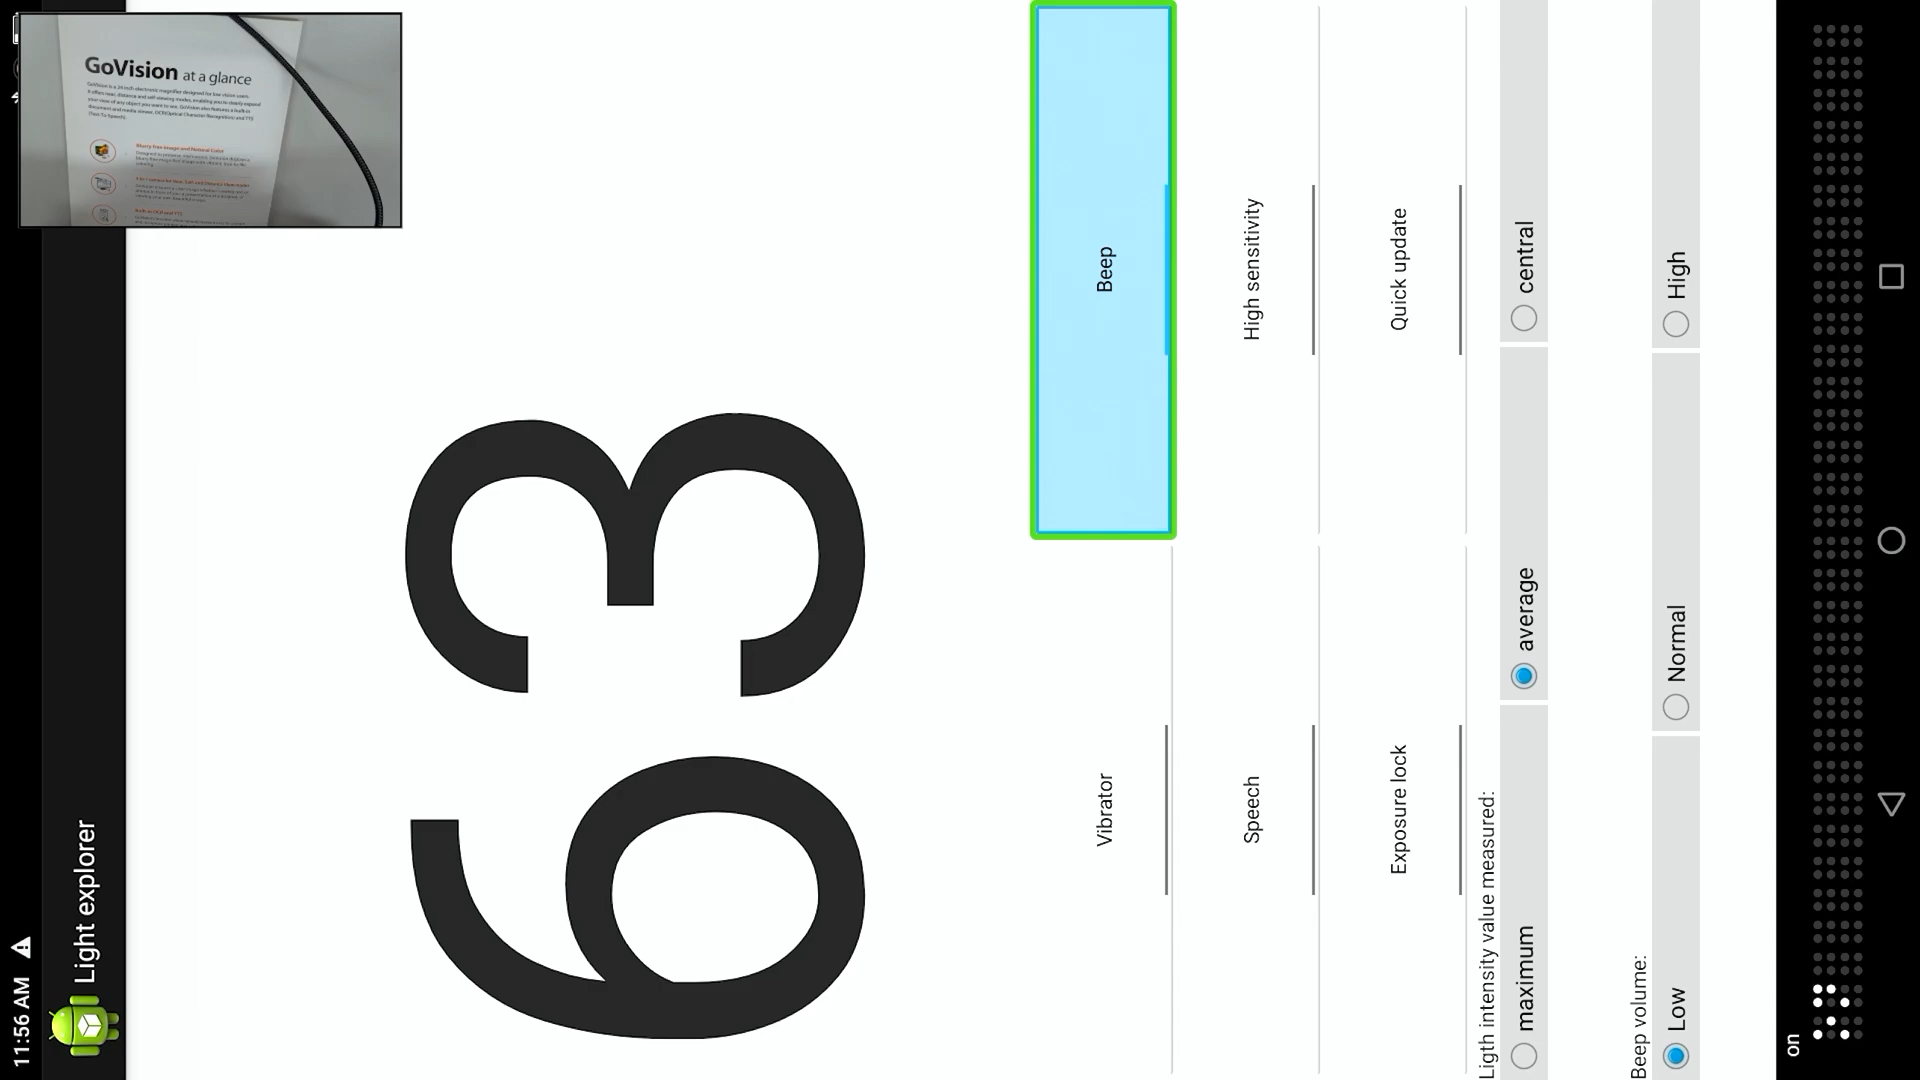 11:56 AM
Light explorer
GoVision at a glance
63
Vibrator
Beep
Speech
High sensitivity
Exposure lock
Quick update
Ligth intensity value measured:
maximum
average
central
Beep volume:
Low
Normal
High
on